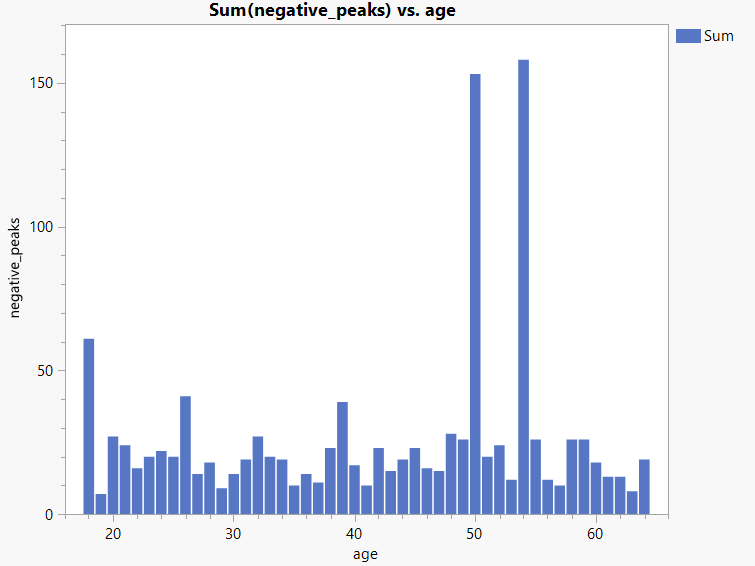 Sum(negative_peaks) vs. age
Sum
150
100
50
0
negative_peaks
20 30 40 50 60
age